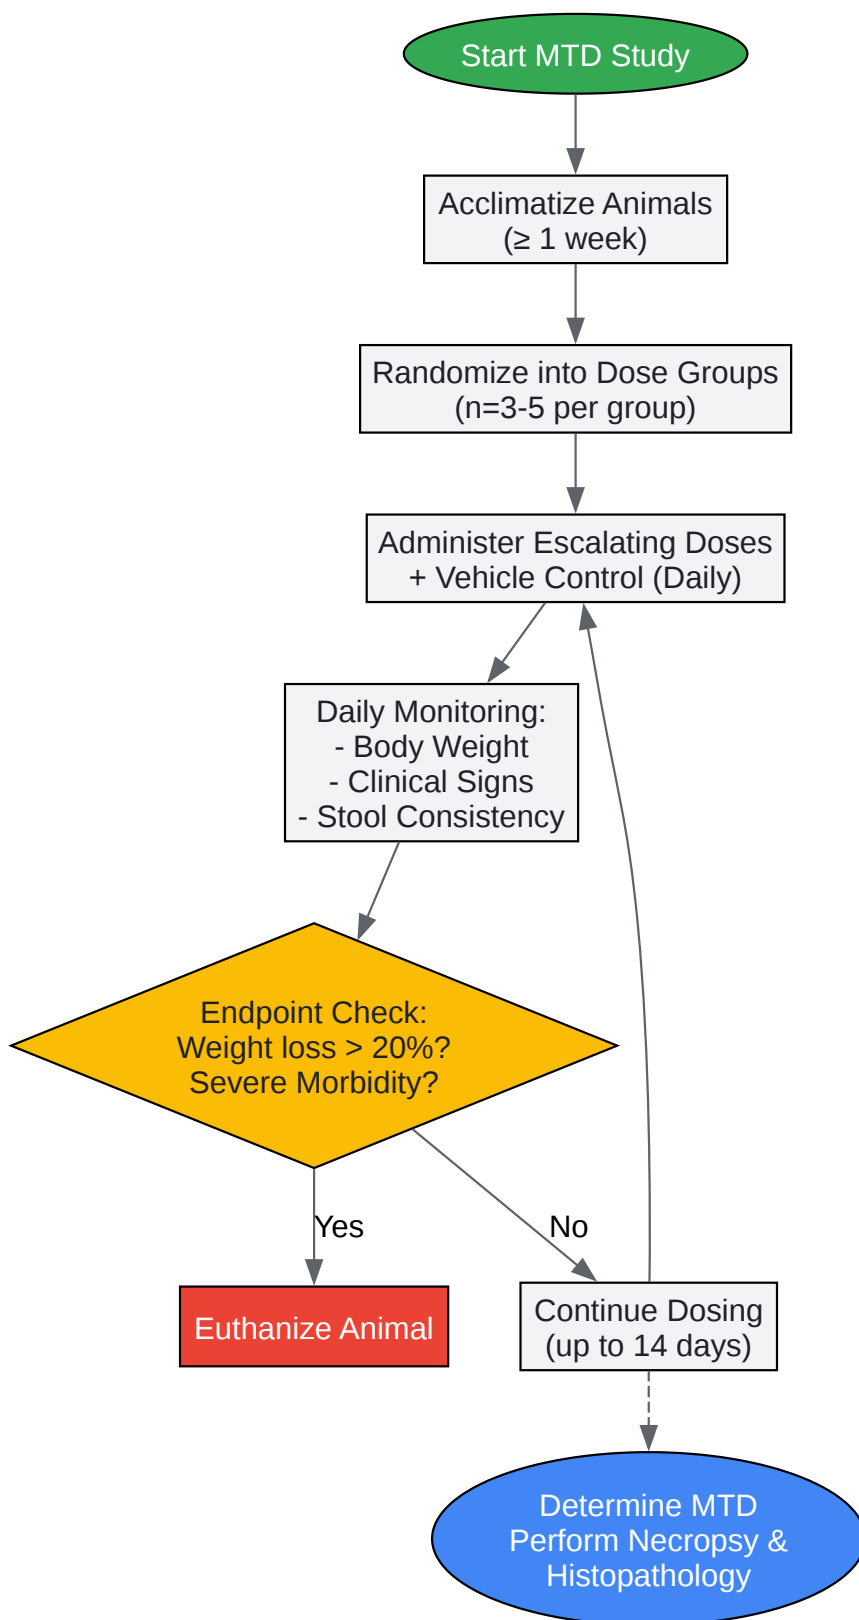 Start MTD Study
Acclimatize Animals
(≥ 1 week)
Randomize into Dose Groups
(n=3-5 per group)
Administer Escalating Doses
+ Vehicle Control (Daily)
Daily Monitoring:
- Body Weight
- Clinical Signs
- Stool Consistency
Endpoint Check:
Weight loss > 20%?
Severe Morbidity?
Yes
No
Euthanize Animal
Continue Dosing
(up to 14 days)
Determine MTD
Perform Necropsy &
Histopathology